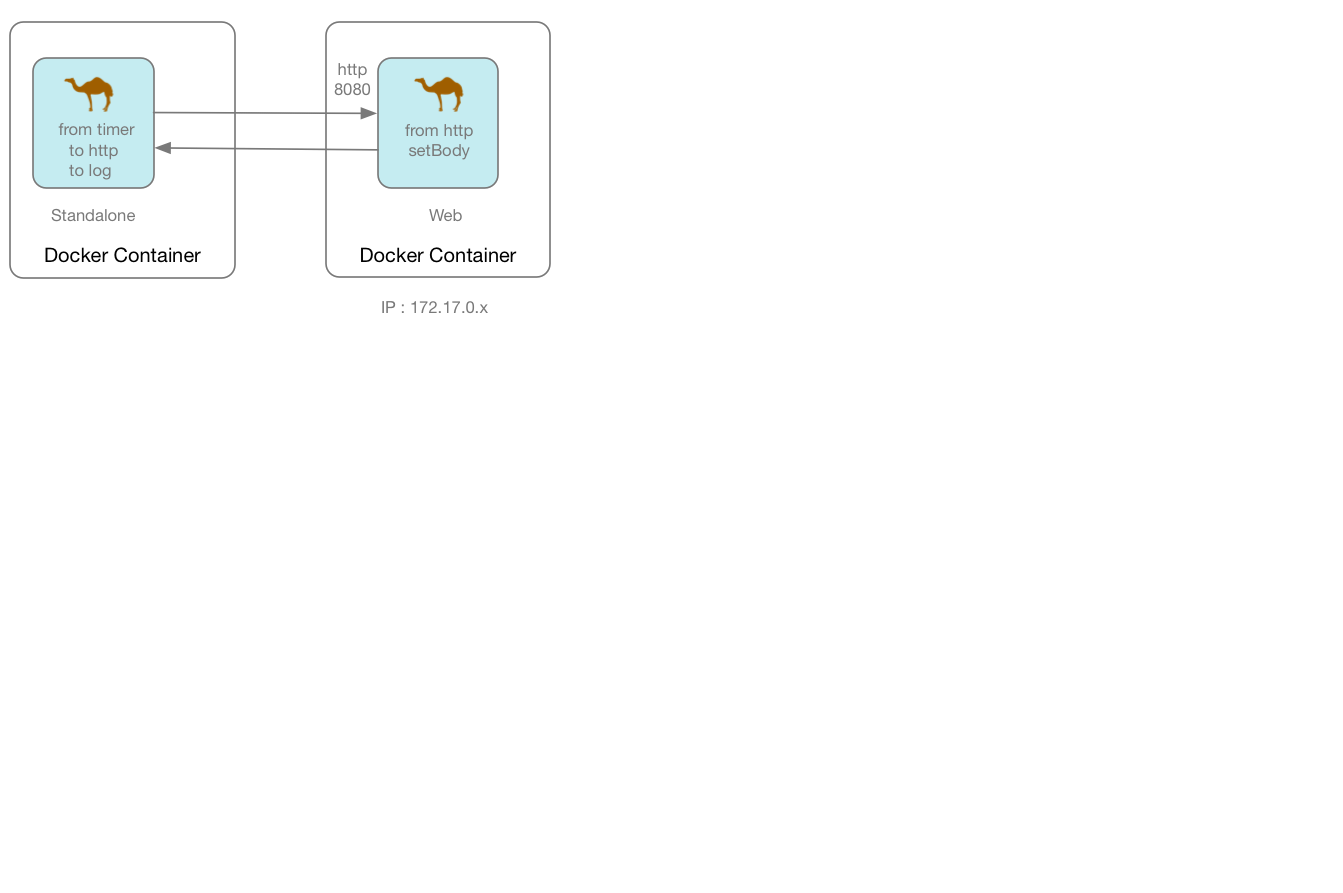 from timer
to http
to log
Standalone
Docker Container
http
8080
from http
setBody
Web
Docker Container
IP : 172.17.0.x